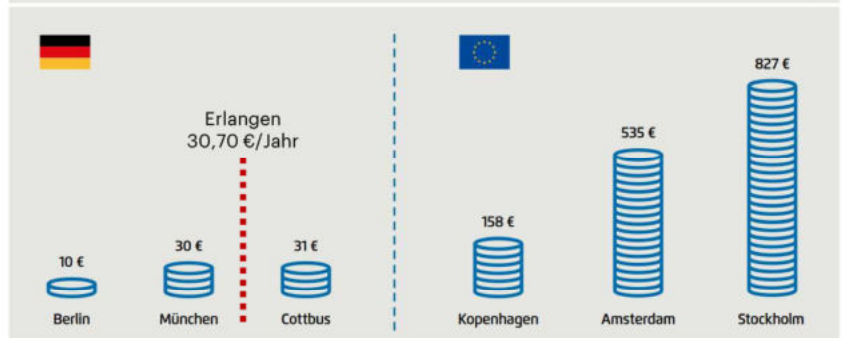 Erlangen
30,70 €/Jahr
10 €
30 €
31 €
158 €
535 €
827 €
Berlin
München
Cottbus
Kopenhagen
Amsterdam
Stockholm